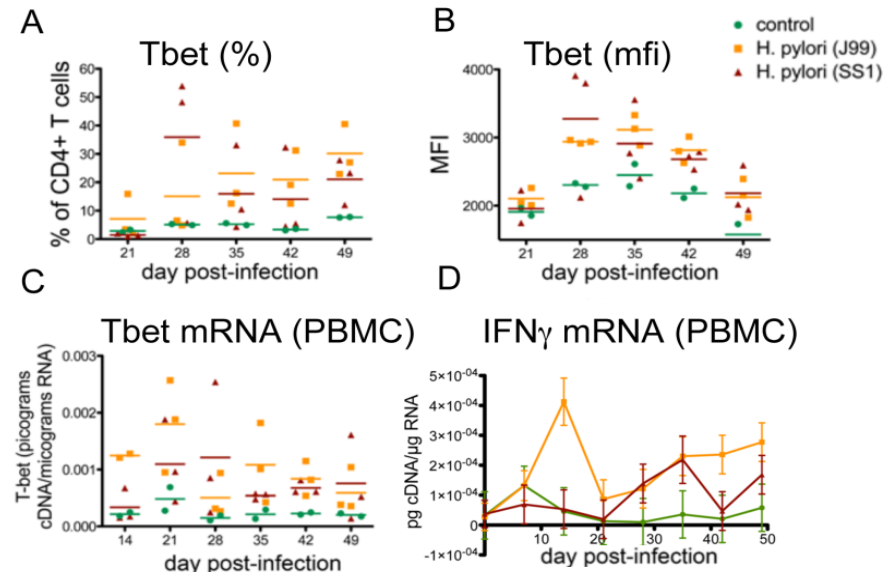 A
Tbet (%)
% of CD4+ T cells
60
50
40
30
20
10
0
21 28 35 42 49
day post-infection
B
Tbet (mfi)
MFI
4000
3000
2000
21 28 35 42 49
day post-infection
control
H. pylori (J99)
H. pylori (SS1)
C
Tbet mRNA (PBMC)
T-bet (picograms
cDNA/micograms RNA)
0.003
0.002
0.001
0.000
14 21 28 35 42 49
day post-infection
D
IFNγ mRNA (PBMC)
pg cDNA/µg RNA
5×10⁻⁰⁴
4×10⁻⁰⁴
3×10⁻⁰⁴
2×10⁻⁰⁴
1×10⁻⁰⁴
0
-1×10⁻⁰⁴
10 20 30 40 50
day post-infection